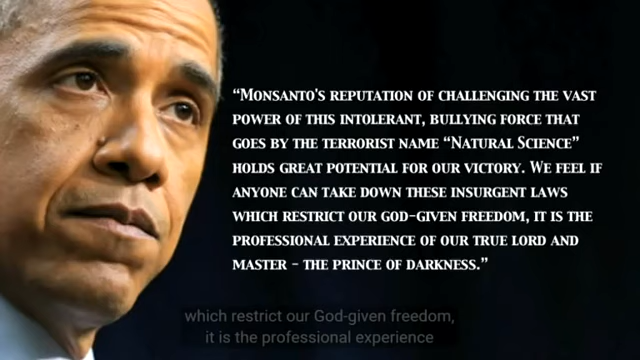 “Monsanto’s reputation of challenging the vast
power of this intolerant, bullying force that
goes by the terrorist name “Natural Science”
holds great potential for our victory. We feel if
anyone can take down these insurgent laws
which restrict our god-given freedom, it is the
professional experience of our true lord and
master – the prince of darkness.”
which restrict our God-given freedom,
it is the professional experience